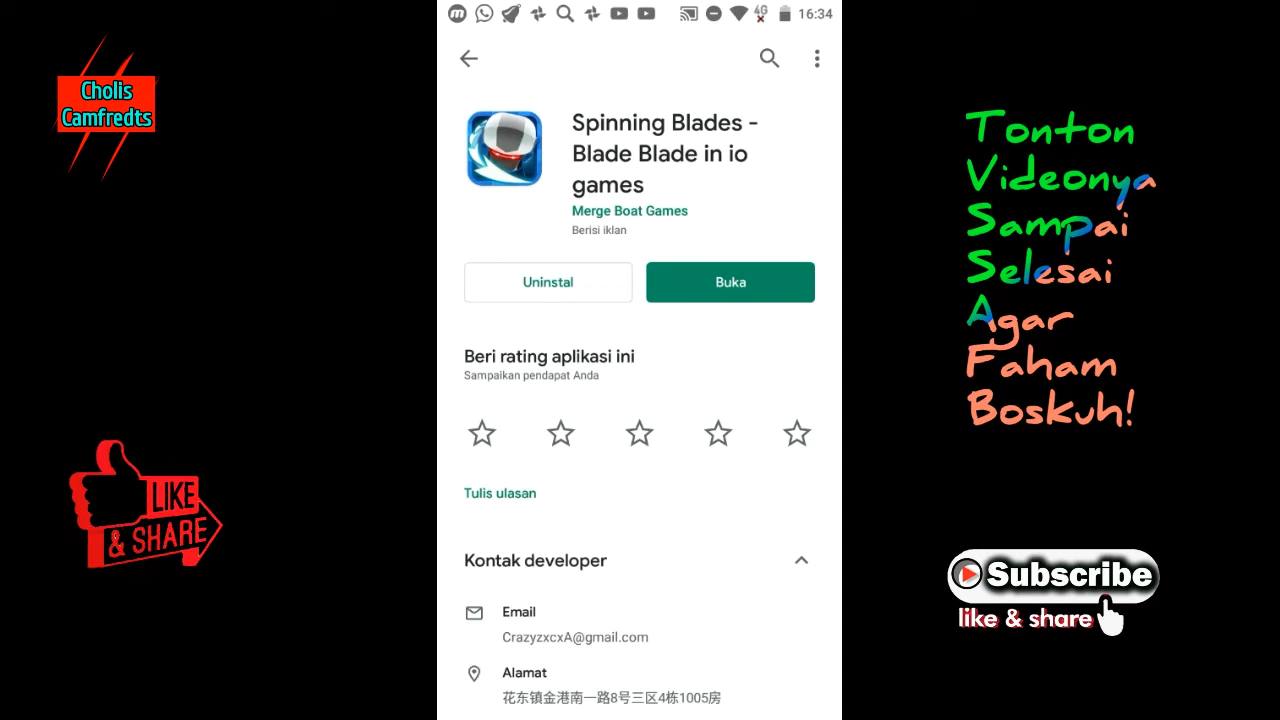 Cholis
Camfredts
4G
16:34
Spinning Blades -
Blade Blade in io
games
Merge Boat Games
Berisi iklan
Uninstal
Buka
Beri rating aplikasi ini
Sampaikan pendapat Anda
Tulis ulasan
Kontak developer
Email
CrazyzxcxA@gmail.com
Alamat
花东镇金港南一路8号三区4栋1005房
LIKE
& SHARE
Tonton
Videonya
Sampai
Selesai
Agar
Faham
Boskuh!
Subscribe
like & share